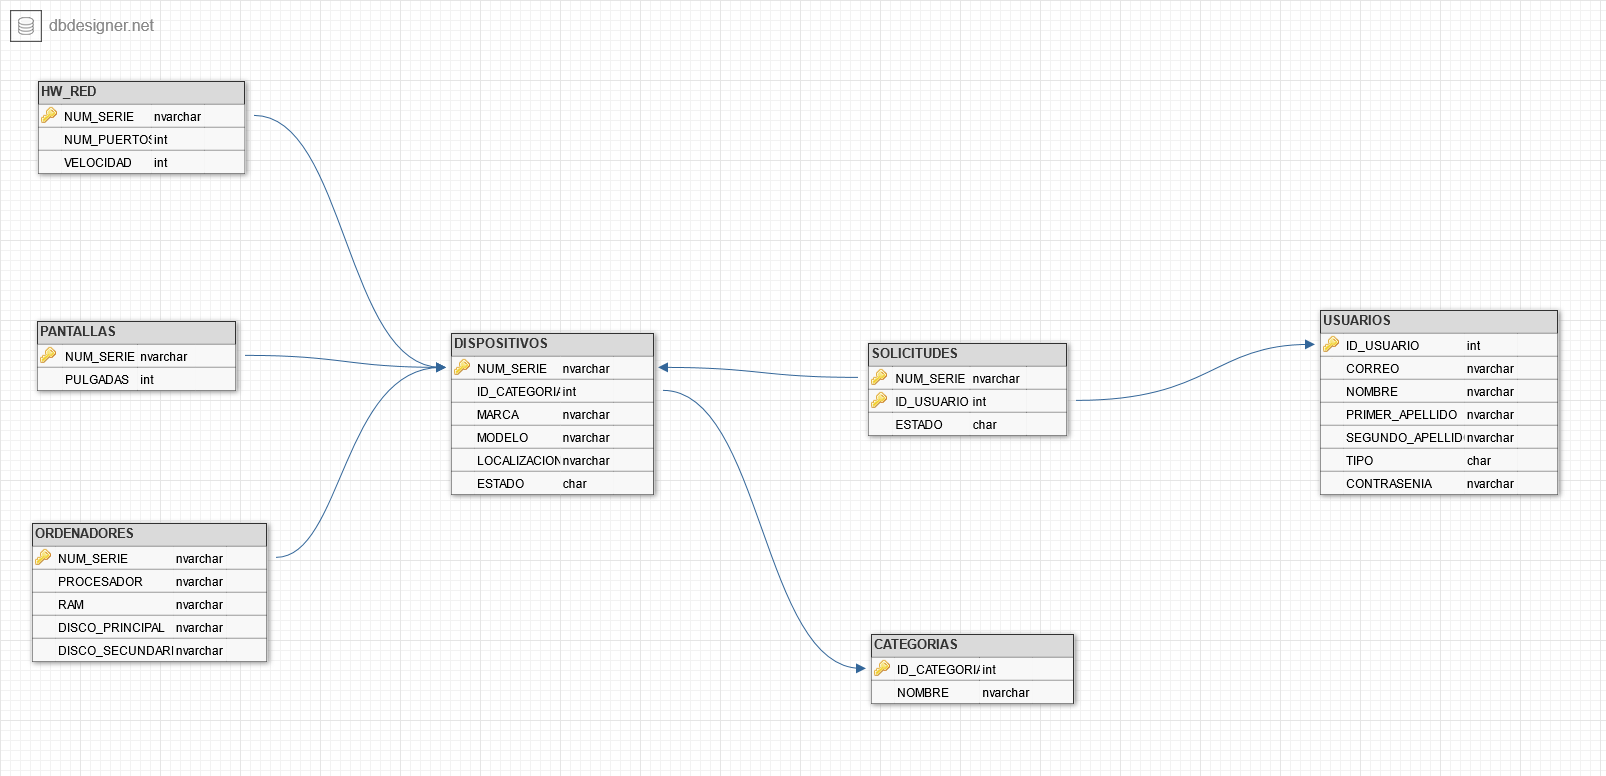 dbdesigner.net
HW_RED
NUM_SERIE nvarchar
NUM_PUERTOS int
VELOCIDAD int
PANTALLAS
NUM_SERIE nvarchar
PULGADAS int
ORDENADORES
NUM_SERIE nvarchar
PROCESADOR nvarchar
RAM nvarchar
DISCO_PRINCIPAL nvarchar
DISCO_SECUNDARI nvarchar
DISPOSITIVOS
NUM_SERIE nvarchar
ID_CATEGORIA int
MARCA nvarchar
MODELO nvarchar
LOCALIZACION nvarchar
ESTADO char
SOLICITUDES
NUM_SERIE nvarchar
ID_USUARIO int
ESTADO char
CATEGORIAS
ID_CATEGORIA int
NOMBRE nvarchar
USUARIOS
ID_USUARIO int
CORREO nvarchar
NOMBRE nvarchar
PRIMER_APELLIDO nvarchar
SEGUNDO_APELLID nvarchar
TIPO char
CONTRASENIA nvarchar